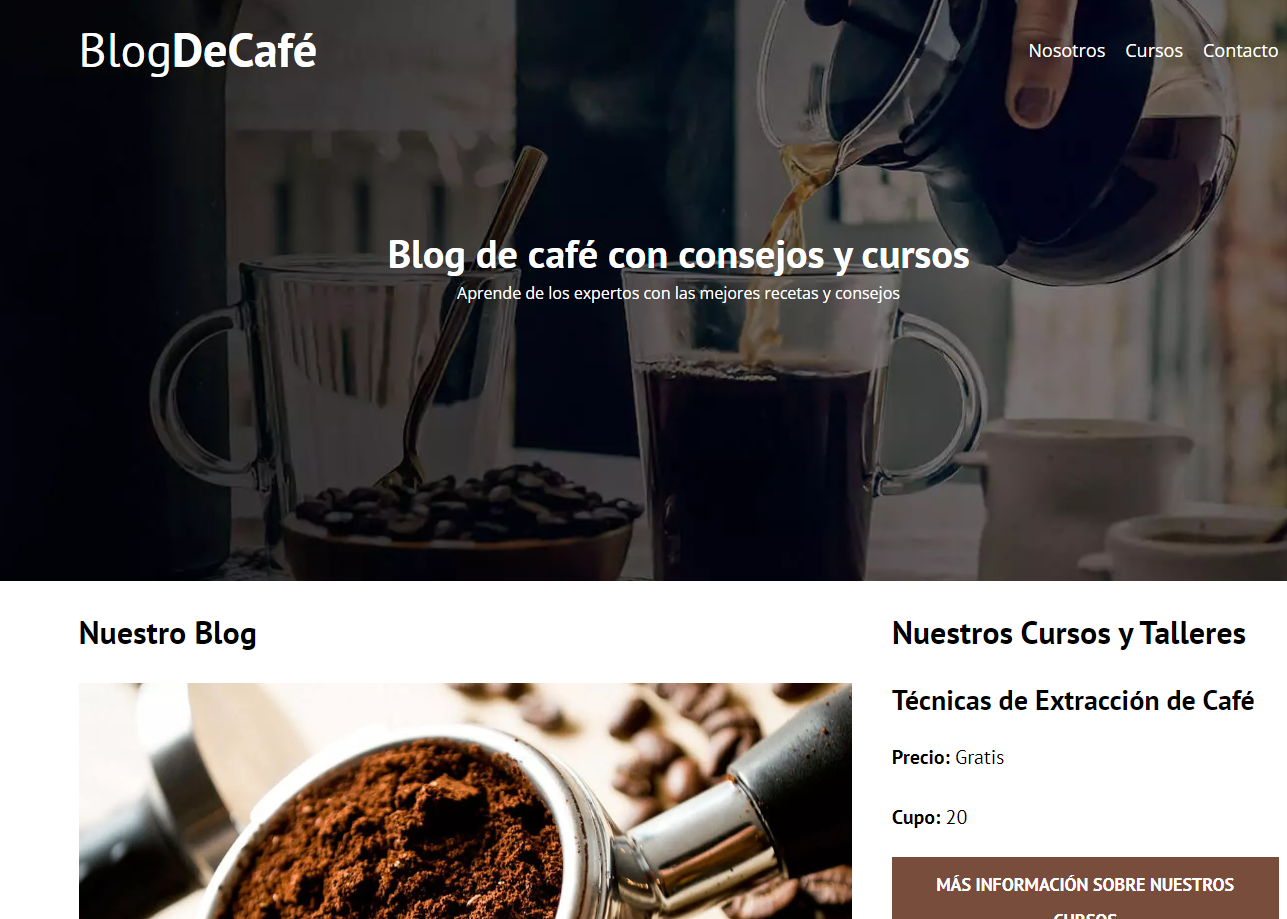 BlogDeCafé
Nosotros Cursos Contacto
Blog de café con consejos y cursos
Aprende de los expertos con las mejores recetas y consejos
Nuestro Blog
Nuestros Cursos y Talleres
Técnicas de Extracción de Café
Precio: Gratis
Cupo: 20
MÁS INFORMACIÓN SOBRE NUESTROS
CURSOS